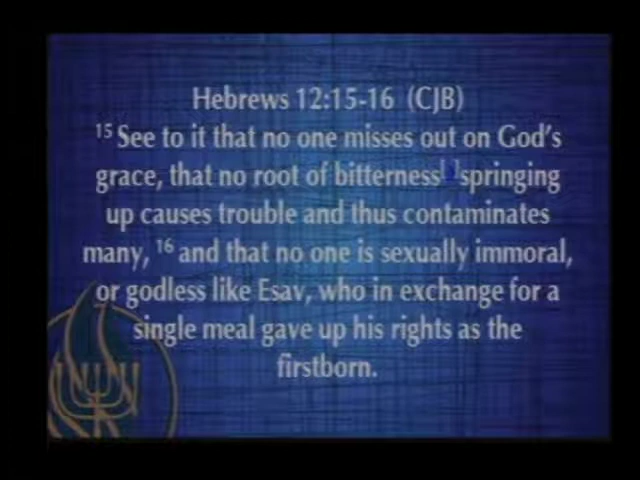 Hebrews 12:15-16 (CJB)
15 See to it that no one misses out on God's
grace, that no root of bitterness springing
up causes trouble and thus contaminates
many, 16 and that no one is sexually immoral,
or godless like Esav, who in exchange for a
single meal gave up his rights as the
firstborn.